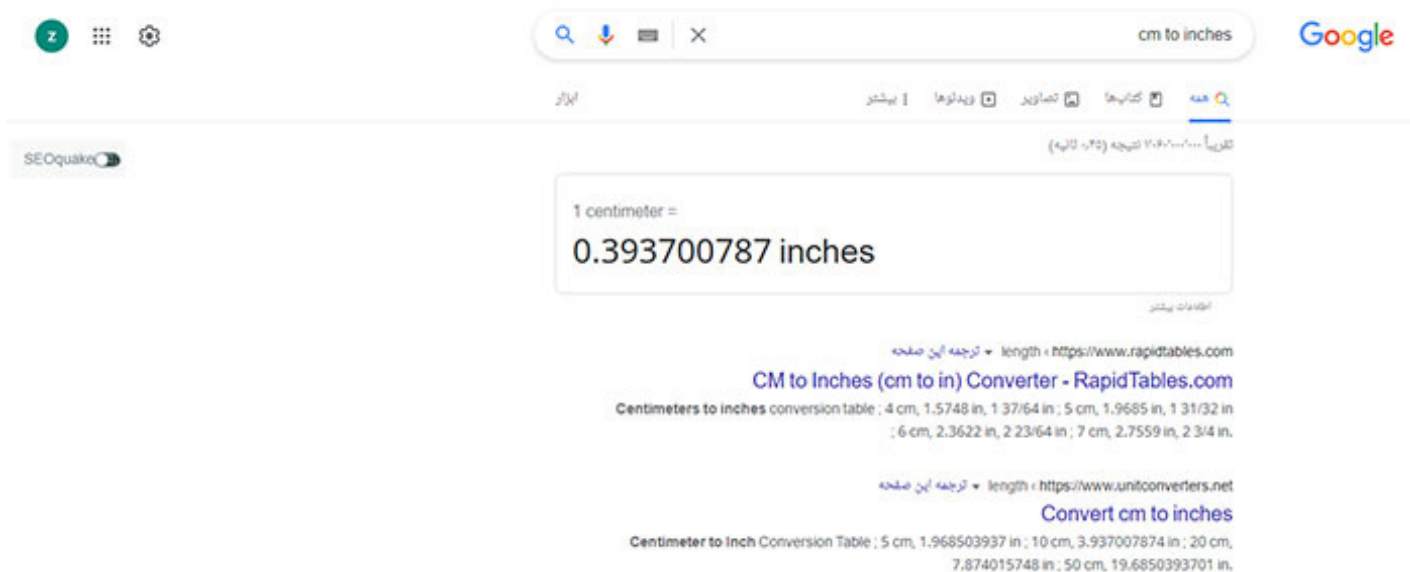 z
cm to inches
Google
همه
کتاب‌ها
تصاویر
ویدئوها
بیشتر
ابزار
SEOquake
1 centimeter =
0.393700787 inches
اطلاعات بیشتر
https://www.rapidtables.com › length ترجمه این صفحه
CM to Inches (cm to in) Converter - RapidTables.com
Centimeters to inches conversion table ; 4 cm, 1.5748 in, 1 37/64 in ; 5 cm, 1.9685 in, 1 31/32 in
; 6 cm, 2.3622 in, 2 23/64 in ; 7 cm, 2.7559 in, 2 3/4 in.
https://www.unitconverters.net › length ترجمه این صفحه
Convert cm to inches
Centimeter to Inch Conversion Table ; 5 cm, 1.968503937 in ; 10 cm, 3.937007874 in ; 20 cm,
7.874015748 in ; 50 cm, 19.6850393701 in.